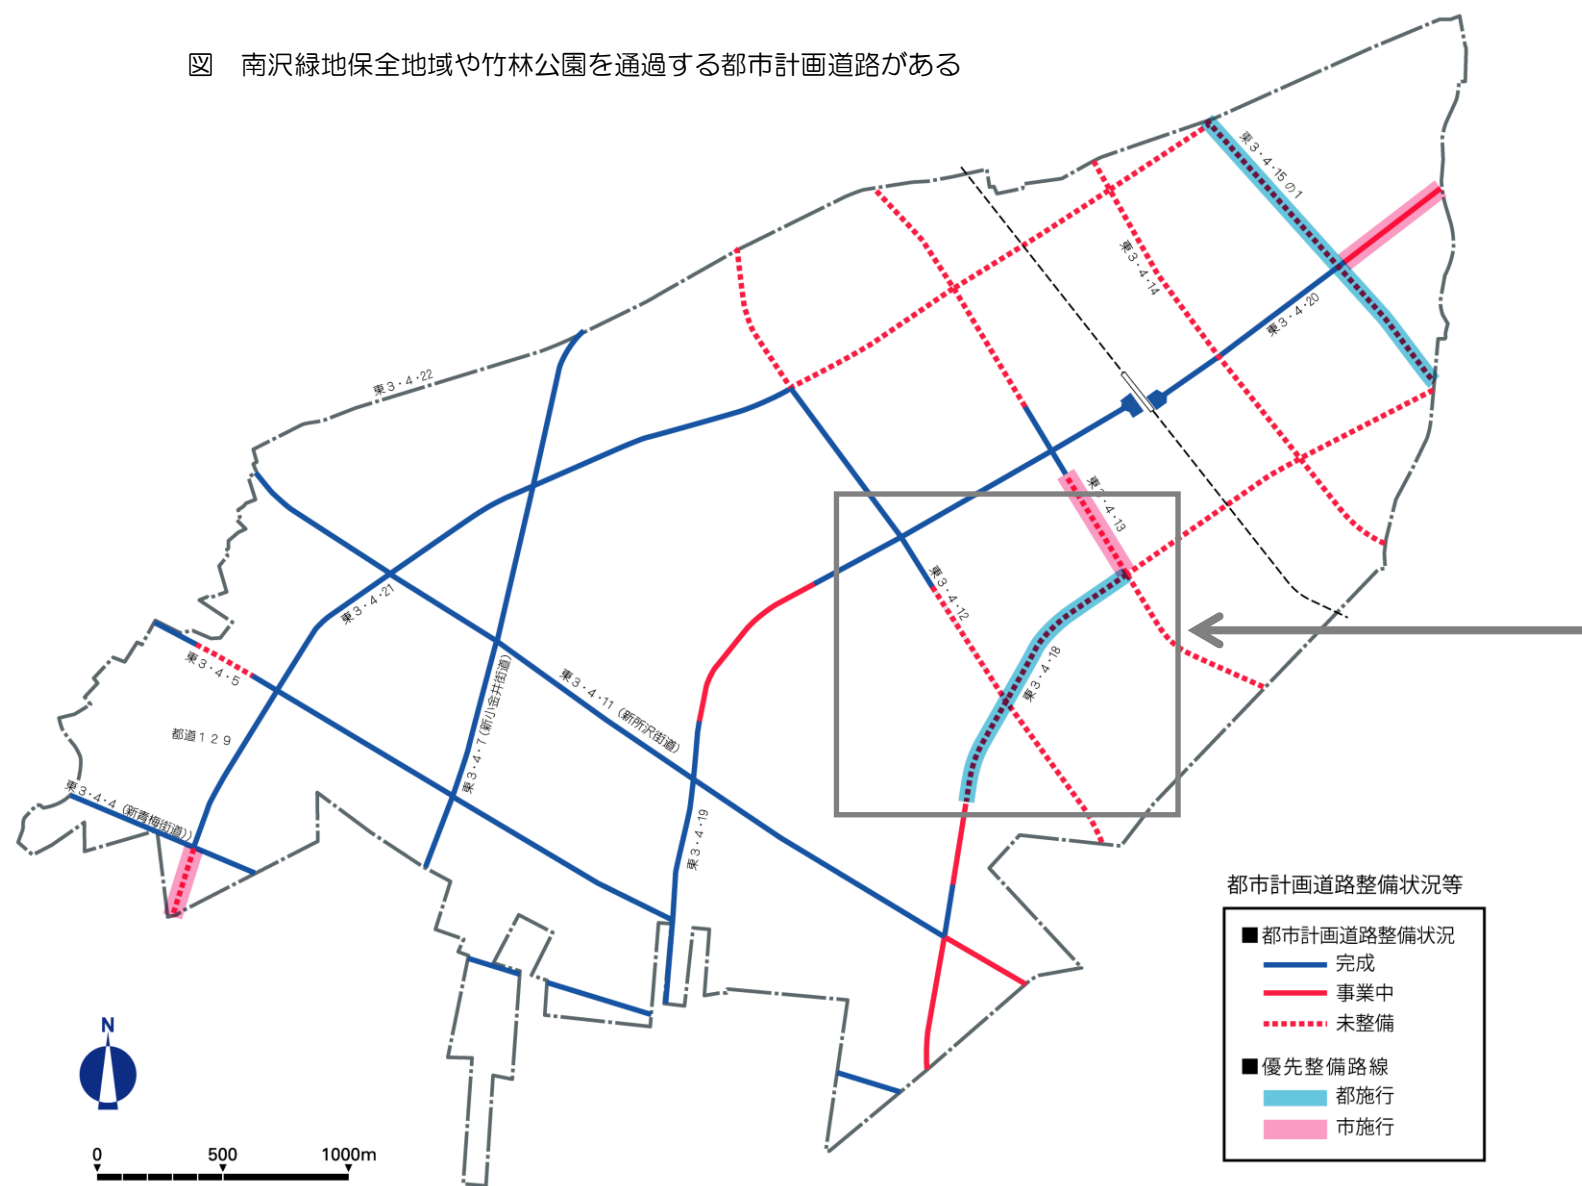 図　南沢緑地保全地域や竹林公園を通過する都市計画道路がある
東３・４・15 の1
東３・４・14
東３・４・20
東３・４・22
東３・４・13
東３・４・21
東３・４・12
東３・４・5
東３・４・18
東３・４・11（新所沢街道）
東３・４・７（新小金井街道）
都道１２９
東３・４・４（新青梅街道））
東３・４・19
都市計画道路整備状況等
■都市計画道路整備状況
完成
事業中
未整備
■優先整備路線
都施行
市施行
N
0 500 1000m